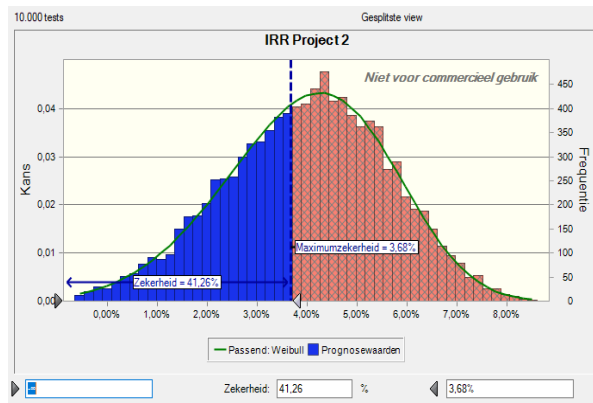 10.000 tests Gesplitste view
IRR Project 2
Niet voor commercieel gebruik
0,04
0,03
0,02
0,01
0,00
Kans
450
400
350
300
250
200
150
100
50
0
Frequentie
Maximumzekerheid = 3,68%
Zekerheid = 41,26%
0,00% 1,00% 2,00% 3,00% 4,00% 5,00% 6,00% 7,00% 8,00%
Passend: Weibull Prognosewaarden
-∞ Zekerheid: 41,26 % 3,68%